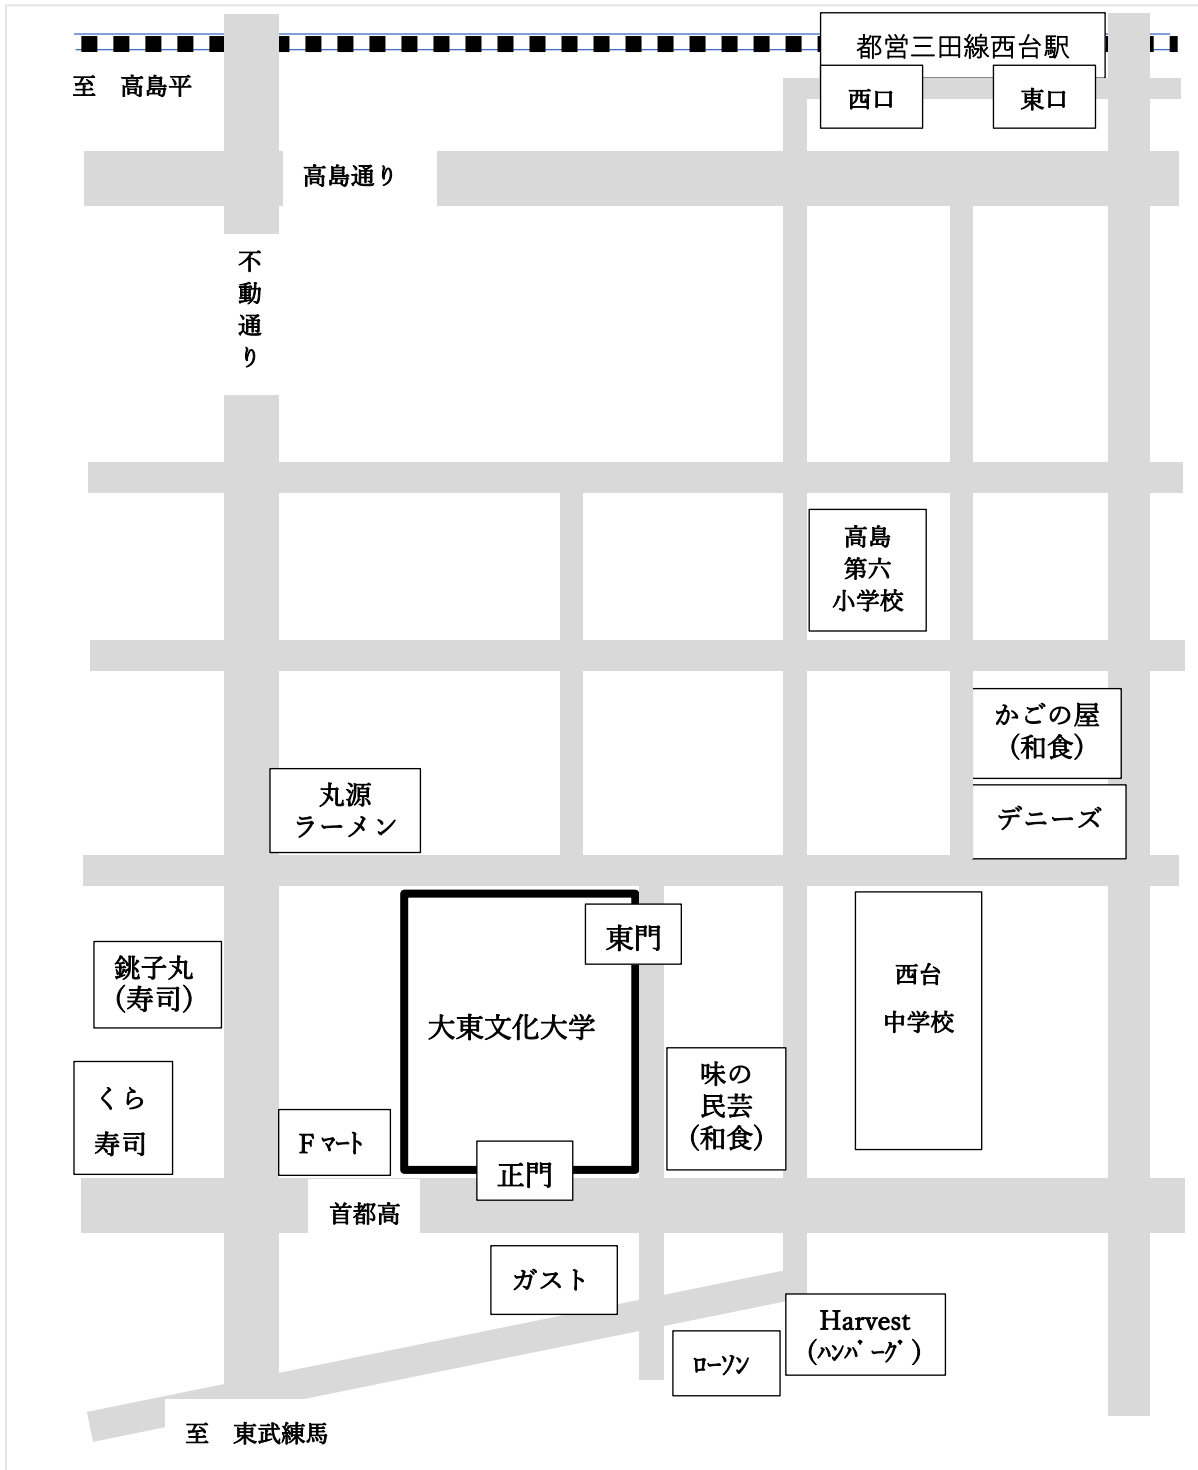 都営三田線西台駅
至　高島平
西口
東口
高島通り
不動通り
高島
第六
小学校
かごの屋
（和食）
丸源
ラーメン
デニーズ
東門
銚子丸
（寿司）
西台
中学校
大東文化大学
味の
民芸
（和食）
くら
寿司
Fマート
正門
首都高
ガスト
Harvest
（ﾊﾝﾊﾞｰｸﾞ）
ローソン
至　東武練馬